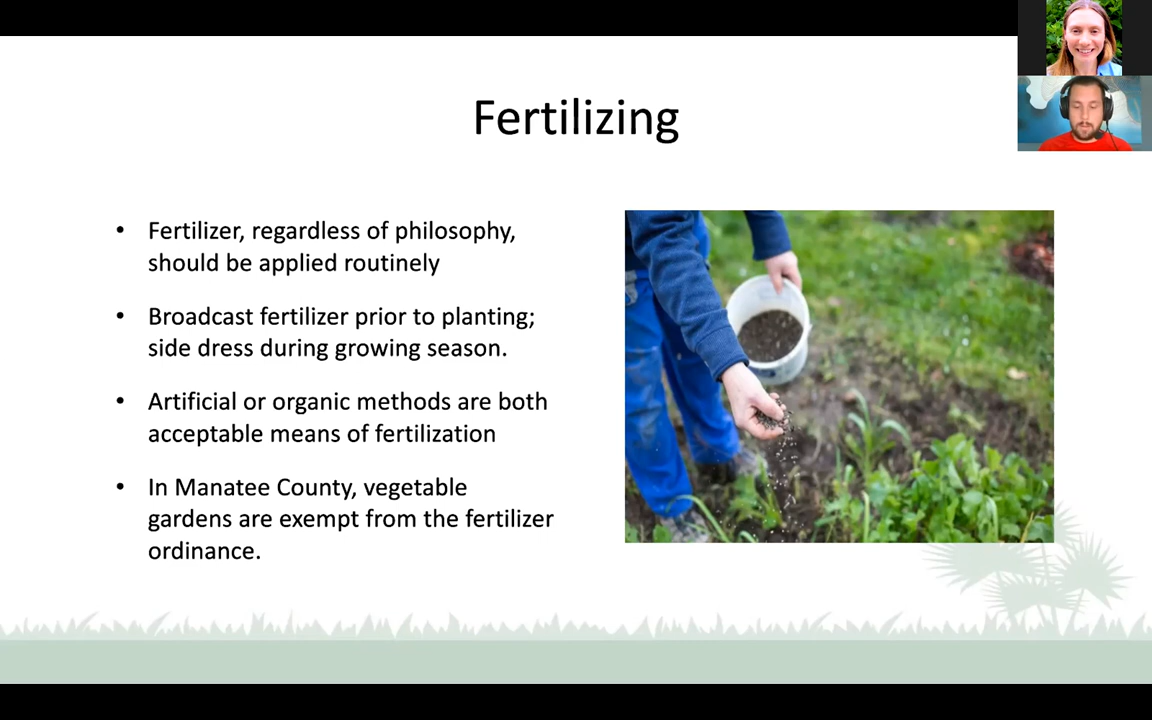 Fertilizing
• Fertilizer, regardless of philosophy,
should be applied routinely
• Broadcast fertilizer prior to planting;
side dress during growing season.
• Artificial or organic methods are both
acceptable means of fertilization
• In Manatee County, vegetable
gardens are exempt from the fertilizer
ordinance.